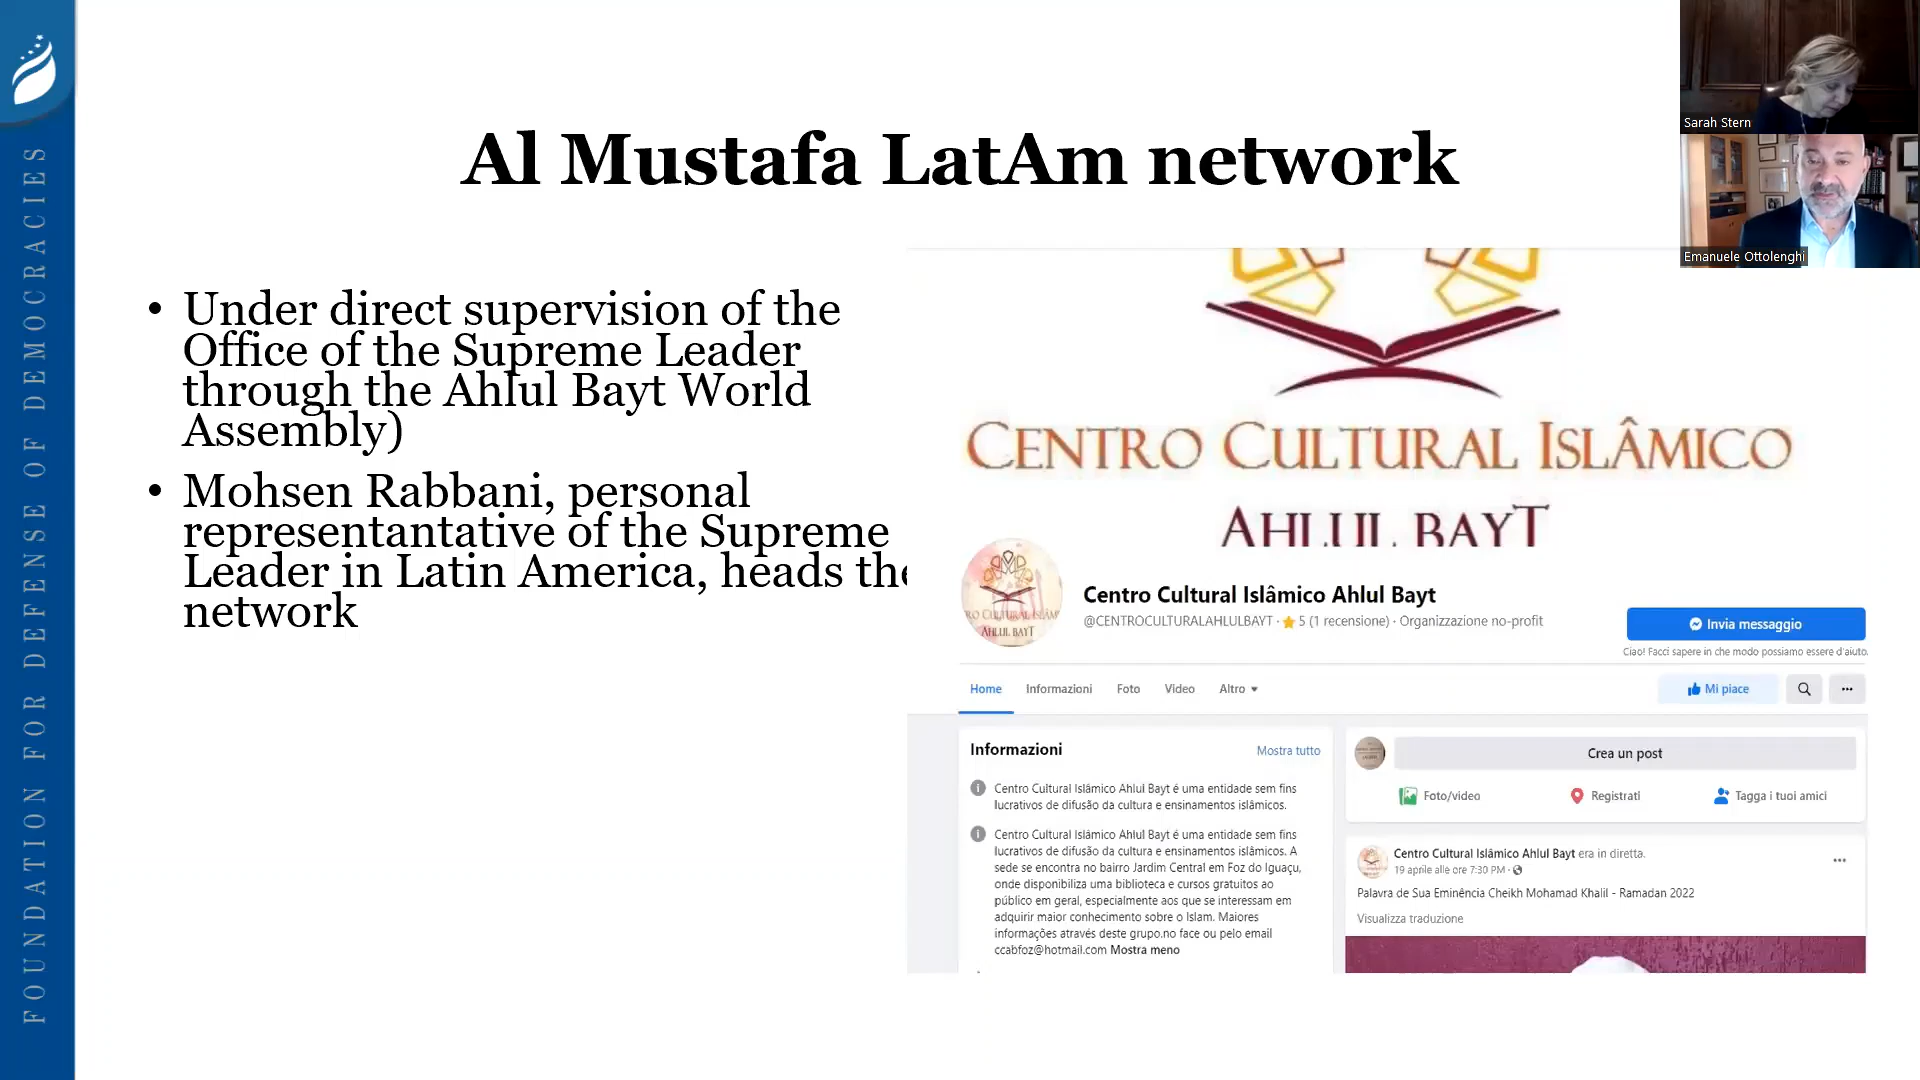 FOUNDATION FOR DEFENSE OF DEMOCRACIES
Al Mustafa LatAm network
• Under direct supervision of the
Office of the Supreme Leader
through the Ahlul Bayt World
Assembly)
• Mohsen Rabbani, personal
representantative of the Supreme
Leader in Latin America, heads the
network
Sarah Stern
Emanuele Ottolenghi
CENTRO CULTURAL ISLÂMICO
AHLUL BAYT
Centro Cultural Islâmico Ahlul Bayt
@CENTROCULTURALAHLULBAYT · 5 (1 recensione) · Organizzazione no-profit
Invia messaggio
Ciao! Facci sapere in che modo possiamo essere d'aiuto.
Home Informazioni Foto Video Altro
Mi piace
Informazioni
Mostra tutto
Centro Cultural Islâmico Ahlul Bayt é uma entidade sem fins
lucrativos de difusão da cultura e ensinamentos islâmicos.
Centro Cultural Islâmico Ahlul Bayt é uma entidade sem fins
lucrativos de difusão da cultura e ensinamentos islâmicos. A
sede se encontra no bairro Jardim Central em Foz do Iguaçu,
onde disponibiliza uma biblioteca e cursos gratuitos ao
público em geral, especialmente aos que se interessam em
adquirir maior conhecimento sobre o Islam. Maiores
informações através deste grupo.no face ou pelo email
ccabfoz@hotmail.com Mostra meno
Crea un post
Foto/video Registrati Tagga i tuoi amici
Centro Cultural Islâmico Ahlul Bayt era in diretta.
19 aprile alle ore 7:30 PM ·
Palavra de Sua Eminência Cheikh Mohamad Khalil - Ramadan 2022
Visualizza traduzione